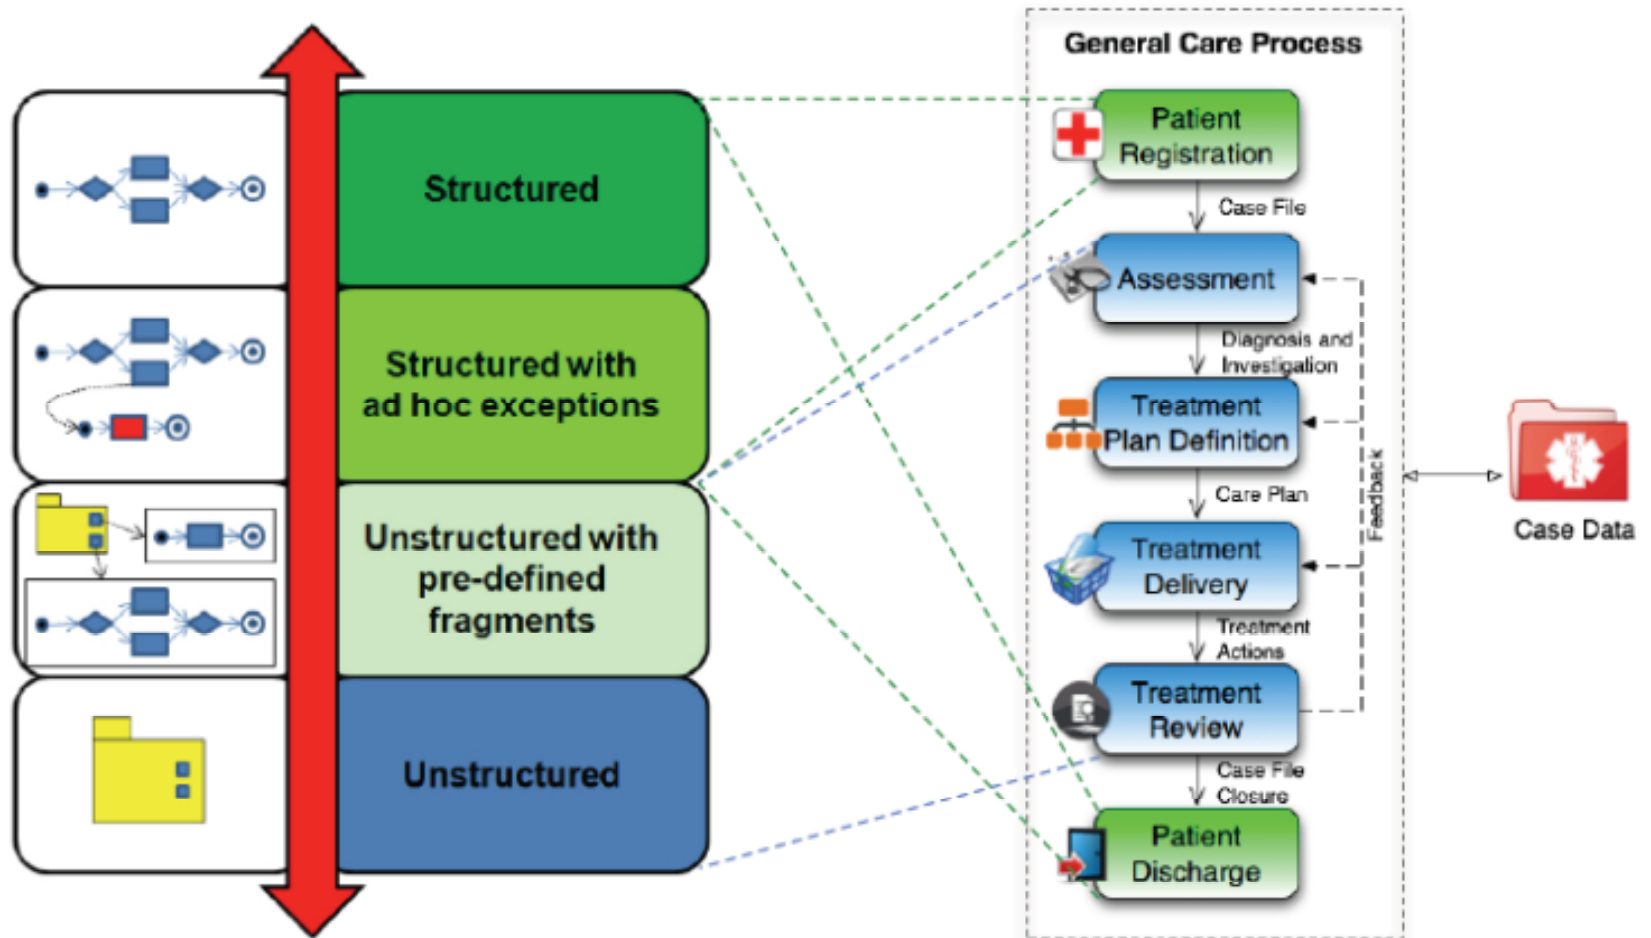 Structured
Structured with
ad hoc exceptions
Unstructured with
pre-defined
fragments
Unstructured
General Care Process
Patient
Registration
Case File
Assessment
Diagnosis and
Investigation
Treatment
Plan Definition
Care Plan
Treatment
Delivery
Treatment
Actions
Treatment
Review
Case File
Closure
Patient
Discharge
Feedback
Case Data